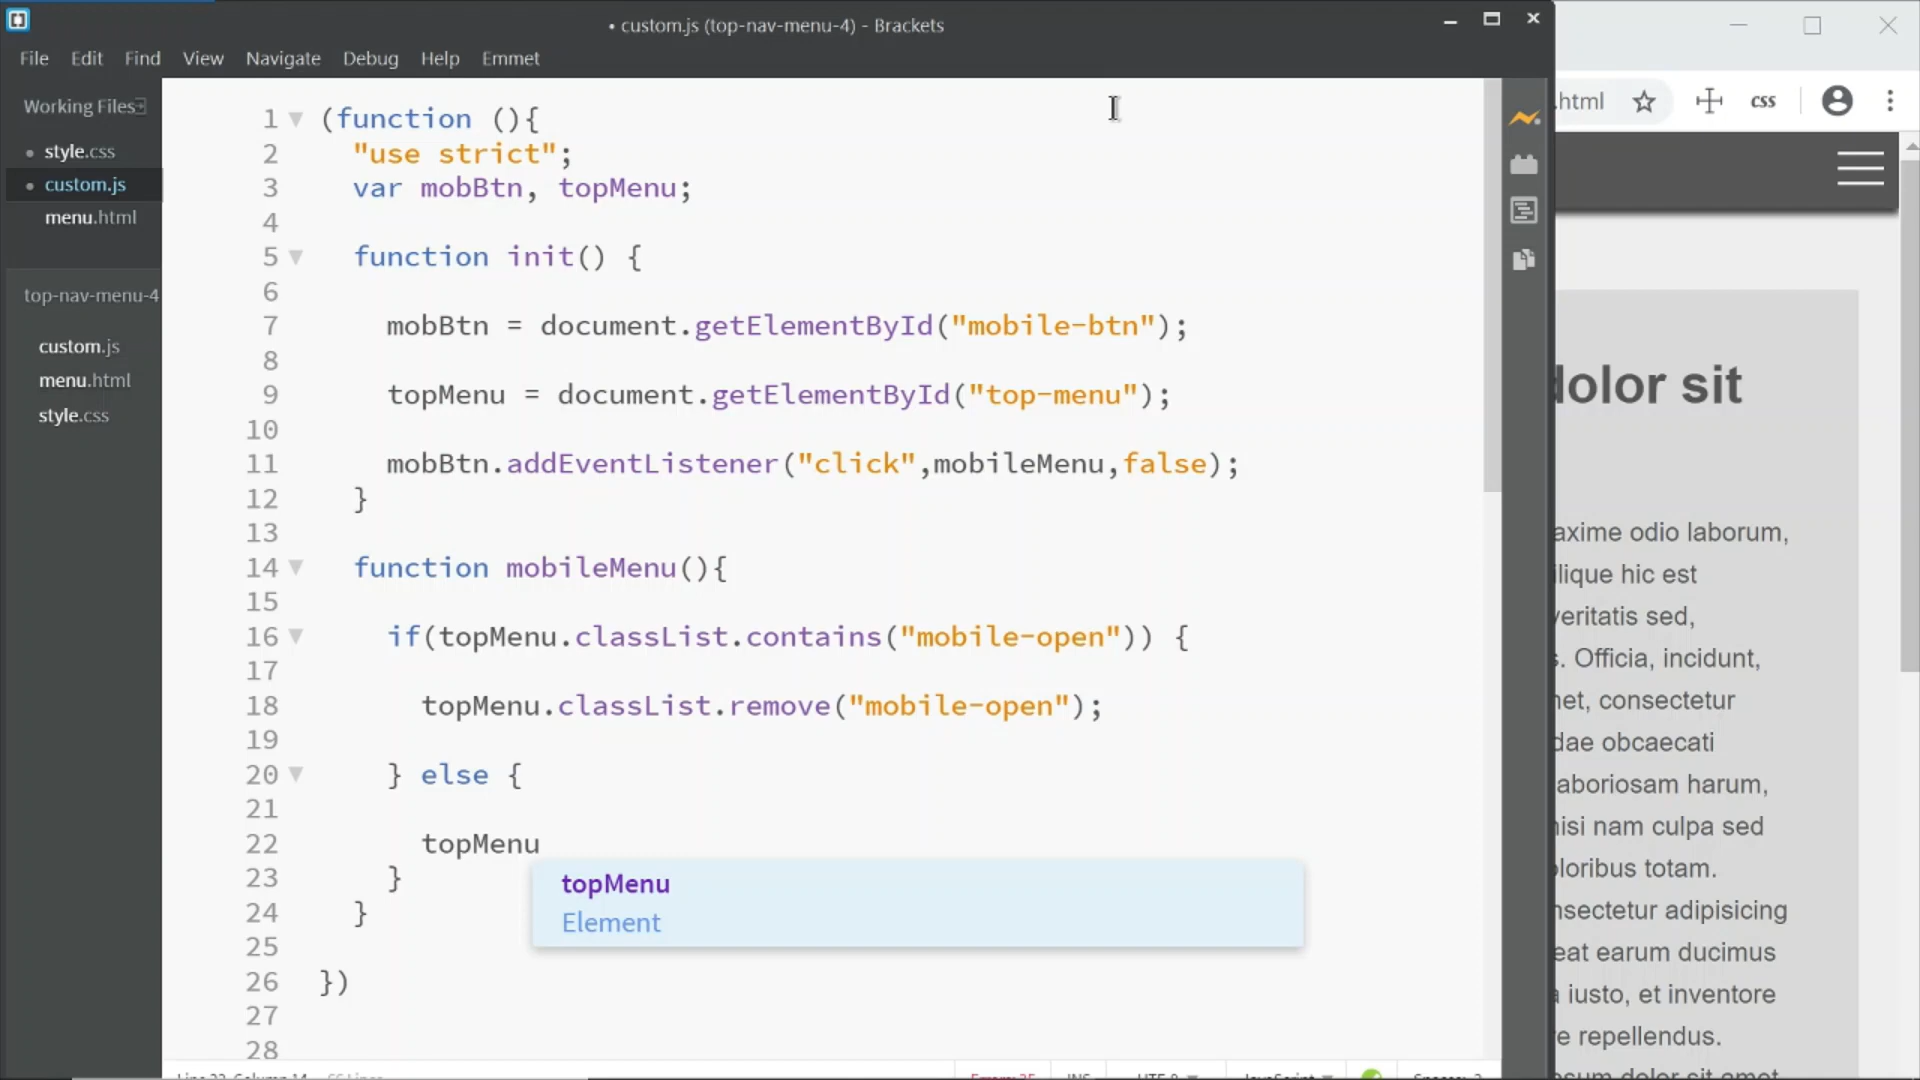 • custom.js (top-nav-menu-4) - Brackets
File Edit Find View Navigate Debug Help Emmet
Working Files
style.css
custom.js
menu.html
top-nav-menu-4
custom.js
menu.html
style.css
1 (function (){
2 "use strict";
3 var mobBtn, topMenu;
4
5 function init() {
6
7 mobBtn = document.getElementById("mobile-btn");
8
9 topMenu = document.getElementById("top-menu");
10
11 mobBtn.addEventListener("click",mobileMenu,false);
12 }
13
14 function mobileMenu(){
15
16 if(topMenu.classList.contains("mobile-open")) {
17
18 topMenu.classList.remove("mobile-open");
19
20 } else {
21
22 topMenu
23 }
24 }
25
26 })
27
28
topMenu
Element
.html
css
dolor sit
axime odio laborum,
ilique hic est
veritatis sed,
s. Officia, incidunt,
net, consectetur
dae obcaecati
aboriosam harum,
nisi nam culpa sed
loribus totam.
nsectetur adipisicing
eat earum ducimus
a iusto, et inventore
e repellendus.